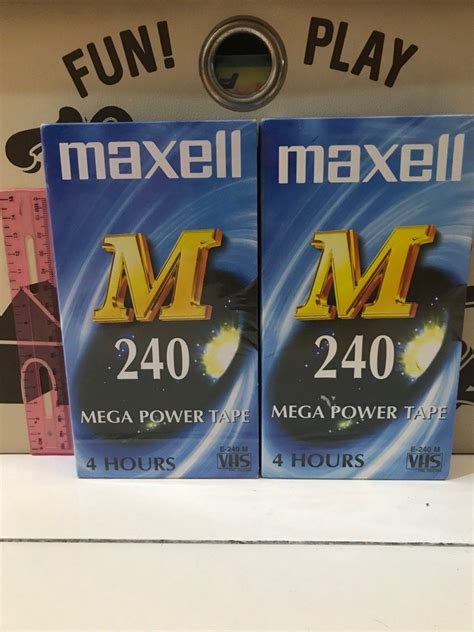 FUN! PLAY
maxell
M
240
MEGA POWER TAPE
4 HOURS
E-240 M
VHS
maxell
M
240
MEGA POWER TAPE
4 HOURS
E-240 M
VHS